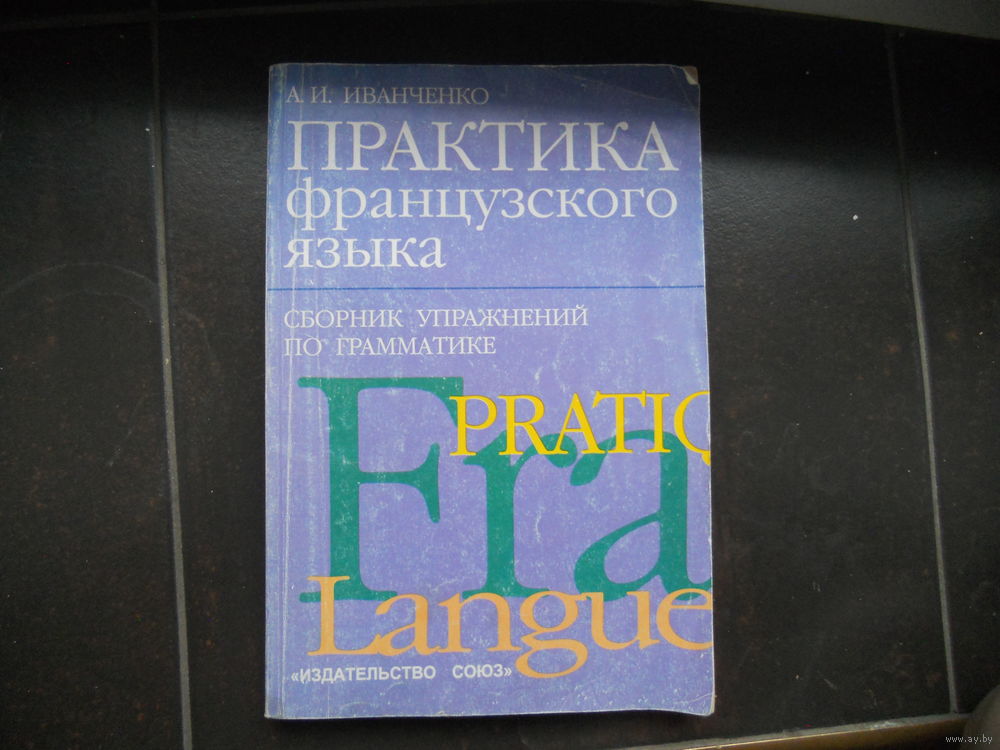 А. И. ИВАНЧЕНКО
ПРАКТИКА
французского
языка
СБОРНИК УПРАЖНЕНИЙ
ПО ГРАММАТИКЕ
Fra
PRATIQ
Langue
«ИЗДАТЕЛЬСТВО СОЮЗ»
www.ay.by